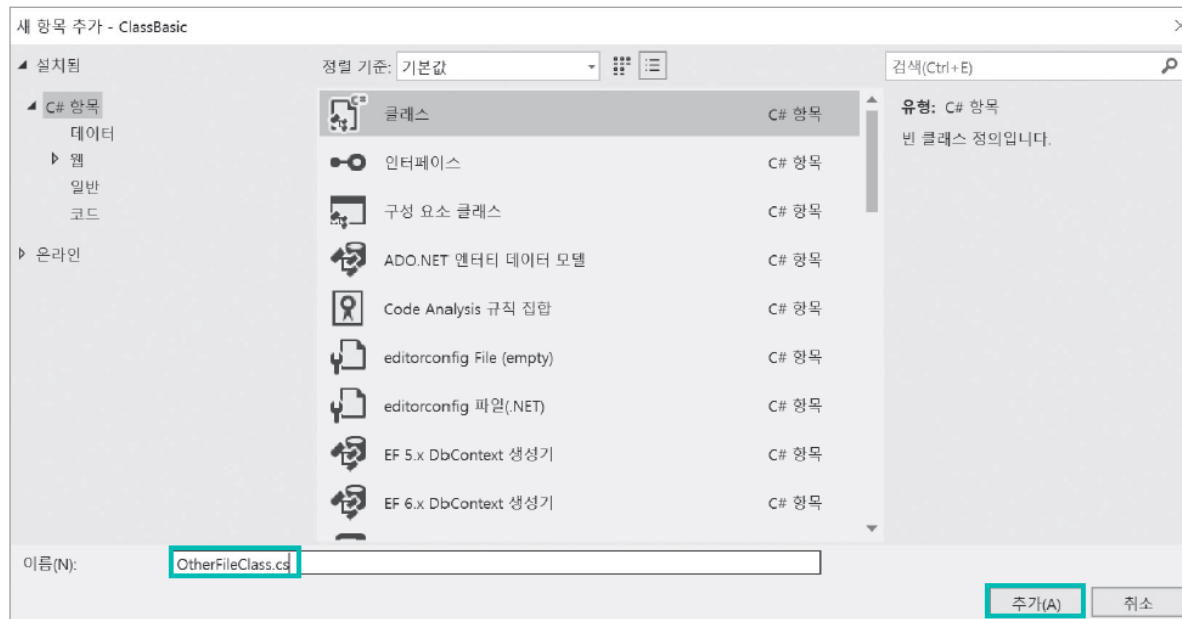 새 항목 추가 - ClassBasic
설치됨
C# 항목
데이터
웹
일반
코드
온라인
정렬 기준: 기본값
클래스 C# 항목
인터페이스 C# 항목
구성 요소 클래스 C# 항목
ADO.NET 엔터티 데이터 모델 C# 항목
Code Analysis 규칙 집합 C# 항목
editorconfig File (empty) C# 항목
editorconfig 파일(.NET) C# 항목
EF 5.x DbContext 생성기 C# 항목
EF 6.x DbContext 생성기 C# 항목
검색(Ctrl+E)
유형: C# 항목
빈 클래스 정의입니다.
이름(N): OtherFileClass.cs
추가(A) 취소